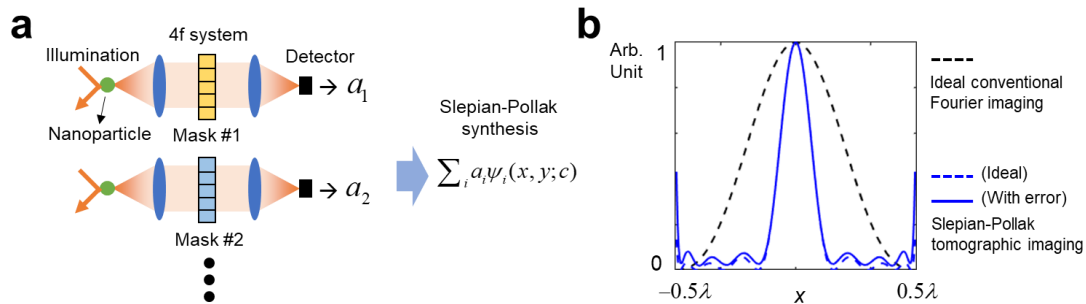 a
Illumination
4f system
Detector
a₁
Nanoparticle
Mask #1
Slepian-Pollak
synthesis
∑ᵢ aᵢψᵢ(x, y;c)
a₂
Mask #2
b
Arb.
Unit
1
0
−0.5λ
x
0.5λ
Ideal conventional
Fourier imaging
(Ideal)
(With error)
Slepian-Pollak
tomographic imaging